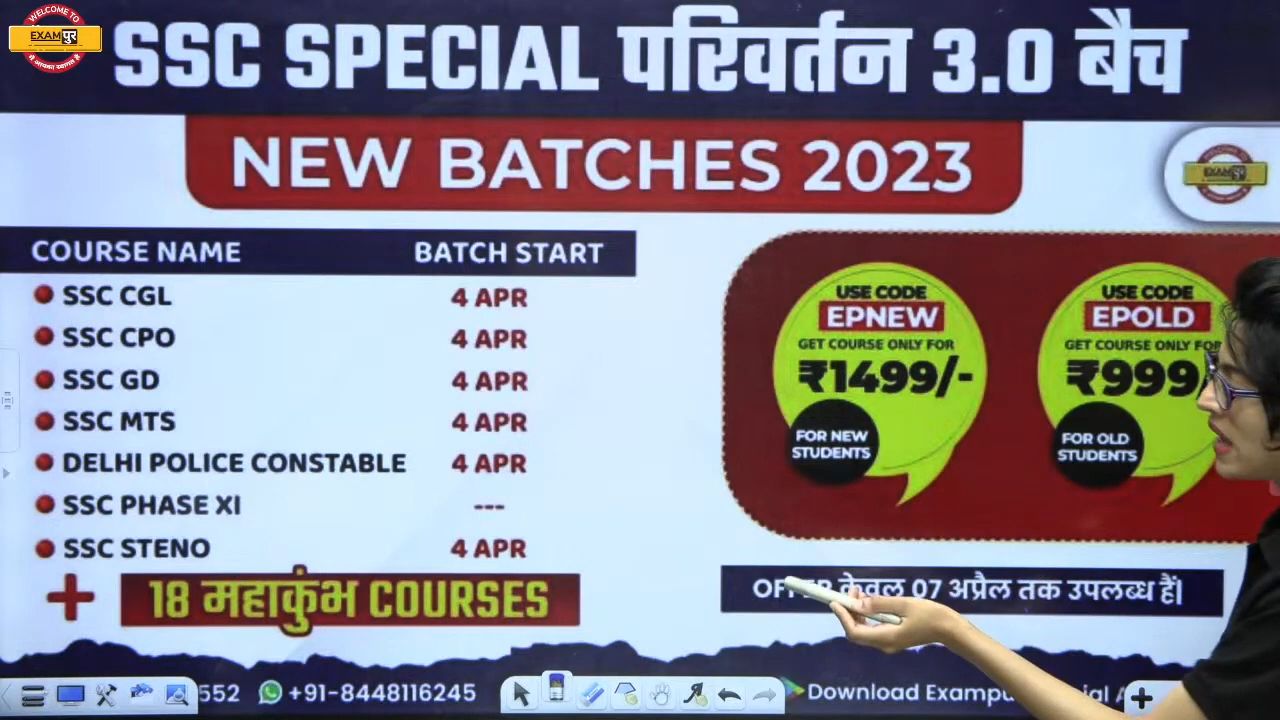 WELCOME TO
EXAMपुर
में आपका स्वागत है
SSC SPECIAL परिवर्तन 3.0 बैच
NEW BATCHES 2023
EXAMपुर
COURSE NAME BATCH START
SSC CGL 4 APR
SSC CPO 4 APR
SSC GD 4 APR
SSC MTS 4 APR
DELHI POLICE CONSTABLE 4 APR
SSC PHASE XI ---
SSC STENO 4 APR
+ 18 महाकुंभ COURSES
USE CODE
EPNEW
GET COURSE ONLY FOR
₹1499/-
FOR NEW
STUDENTS
USE CODE
EPOLD
GET COURSE ONLY FOR
₹999/
FOR OLD
STUDENTS
केवल 07 अप्रैल तक उपलब्ध हैं।
552 +91-8448116245 Download